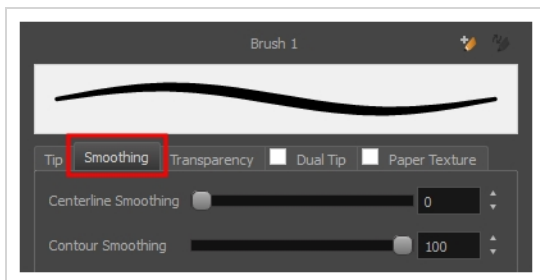 Brush 1
Tip Smoothing Transparency Dual Tip Paper Texture
Centerline Smoothing 0
Contour Smoothing 100